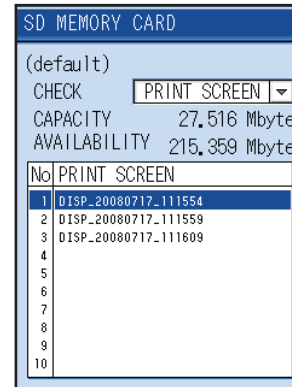 SD MEMORY CARD
(default)
CHECK PRINT SCREEN
CAPACITY 27.516 Mbyte
AVAILABILITY 215.359 Mbyte
No PRINT SCREEN
1 DISP_20080717_111554
2 DISP_20080717_111559
3 DISP_20080717_111609
4
5
6
7
8
9
10